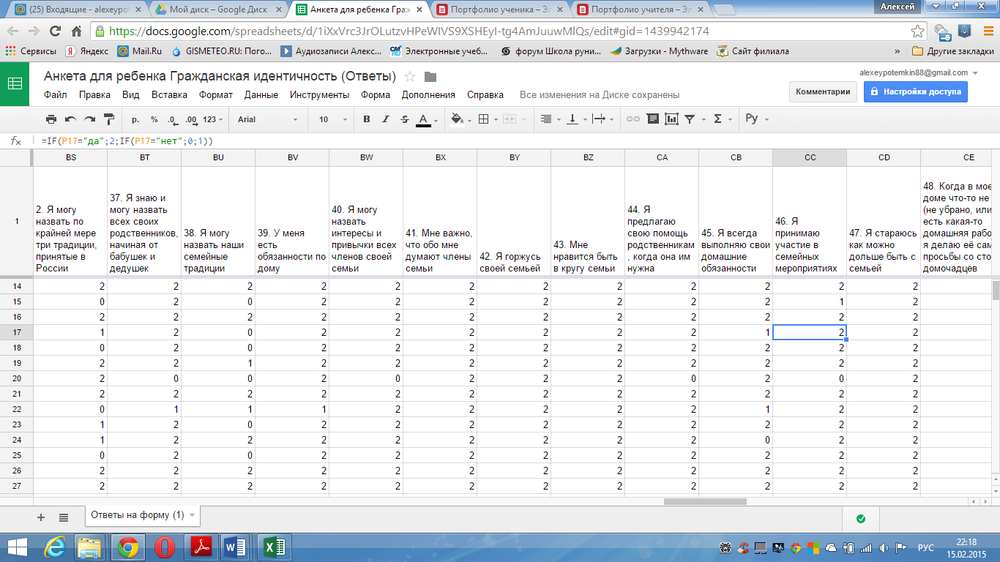 (25) Входящие - alexeypot
Мой диск – Google Диск
Анкета для ребенка Граж
Портфолио ученика – Эл
Портфолио учителя – Эл
Алексей
https://docs.google.com/spreadsheets/d/1iXxVrc3JrOLutzvHPeWIVS9XSHEyI-tg4AmJuuwMlQs/edit#gid=1439942174
Сервисы Яндекс Mail.Ru GISMETEO.RU: Пого... Аудиозаписи Алекс... Электронные учеб... форум Школа руни... Загрузки - Mythware Сайт филиала » Другие закладки
Анкета для ребенка Гражданская идентичность (Ответы)
alexeypotemkin88@gmail.com
Файл Правка Вид Вставка Формат Данные Инструменты Форма Дополнения Справка Все изменения на Диске сохранены
Комментарии
Настройки доступа
р. % .0 .00 123 Arial 10 B I S A Σ Ру
fx =IF(P17="да";2;IF(P17="нет";0;1))
BS BT BU BV BW BX BY BZ CA CB CC CD CE
1
2. Я могу
назвать по
крайней мере
три традиции,
принятые в
России
37. Я знаю и
могу назвать
всех своих
родственников,
начиная от
бабушек и
дедушек
38. Я могу
назвать наши
семейные
традиции
39. У меня
есть
обязанности по
дому
40. Я могу
назвать
интересы и
привычки всех
членов своей
семьи
41. Мне важно,
что обо мне
думают члены
семьи
42. Я горжусь
своей семьей
43. Мне
нравится быть
в кругу семьи
44. Я
предлагаю
свою помощь
родственникам
, когда она им
нужна
45. Я всегда
выполняю свои
домашние
обязанности
46. Я
принимаю
участие в
семейных
мероприятиях
47. Я стараюсь
как можно
дольше быть с
семьей
48. Когда в мое
доме что-то не
(не убрано, или
есть какая-то
домашняя рабо
я делаю её сам
просьбы со сто
домочадцев
14 2 2 2 2 2 2 2 2 2 2 2 2
15 0 2 0 2 2 2 2 2 2 2 1 2
16 2 2 2 2 2 2 2 2 2 2 2 2
17 1 2 0 2 2 2 2 2 2 1 2 2
18 0 2 0 2 2 2 2 2 2 2 2 2
19 2 2 1 2 2 2 2 2 2 2 2 2
20 2 0 0 2 0 2 2 2 0 2 0 2
21 2 2 2 2 2 2 2 2 2 2 2 2
22 0 1 1 1 2 2 2 2 2 1 2 2
23 1 2 0 2 2 2 2 2 2 2 2 2
24 1 2 2 2 2 2 2 2 2 0 2 2
25 0 2 0 2 2 2 2 2 2 2 2 2
26 2 2 2 2 2 2 2 2 2 2 2 2
27 2 2 2 2 2 2 2 2 2 2 2 2
Ответы на форму (1)
РУС
22:18
15.02.2015